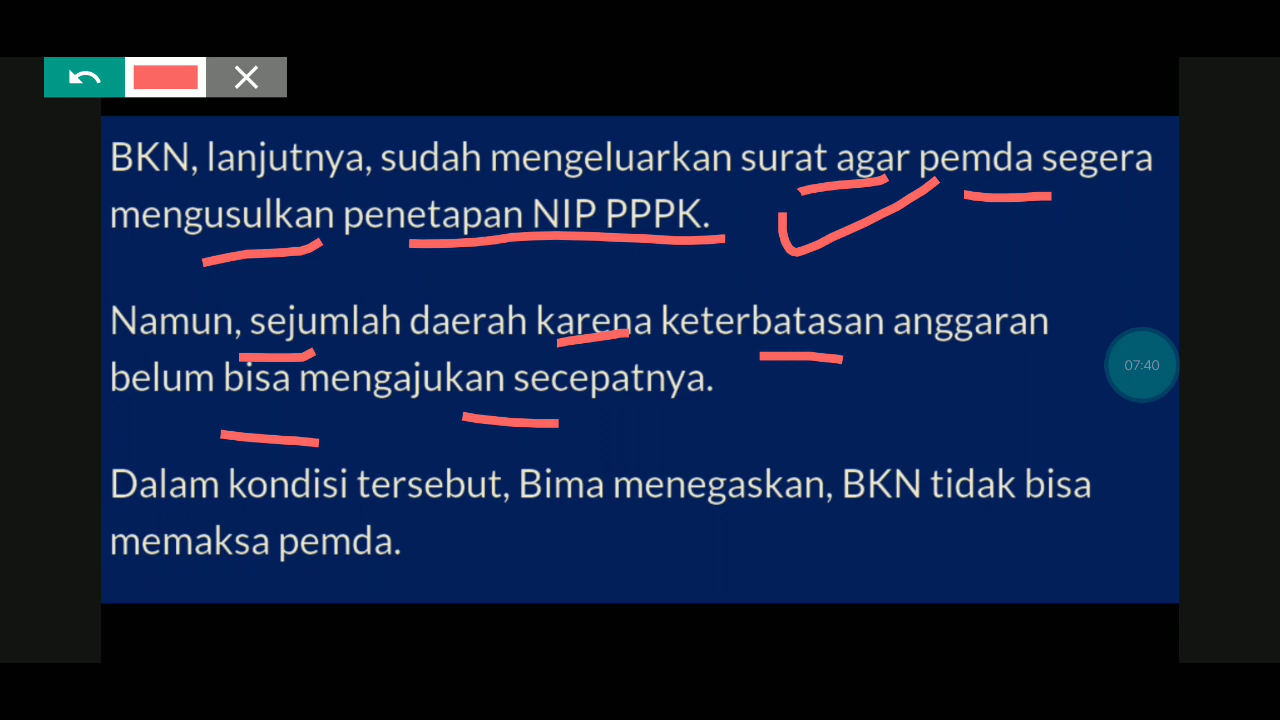 BKN, lanjutnya, sudah mengeluarkan surat agar pemda segera
mengusulkan penetapan NIP PPPK.
Namun, sejumlah daerah karena keterbatasan anggaran
belum bisa mengajukan secepatnya.
07:40
Dalam kondisi tersebut, Bima menegaskan, BKN tidak bisa
memaksa pemda.